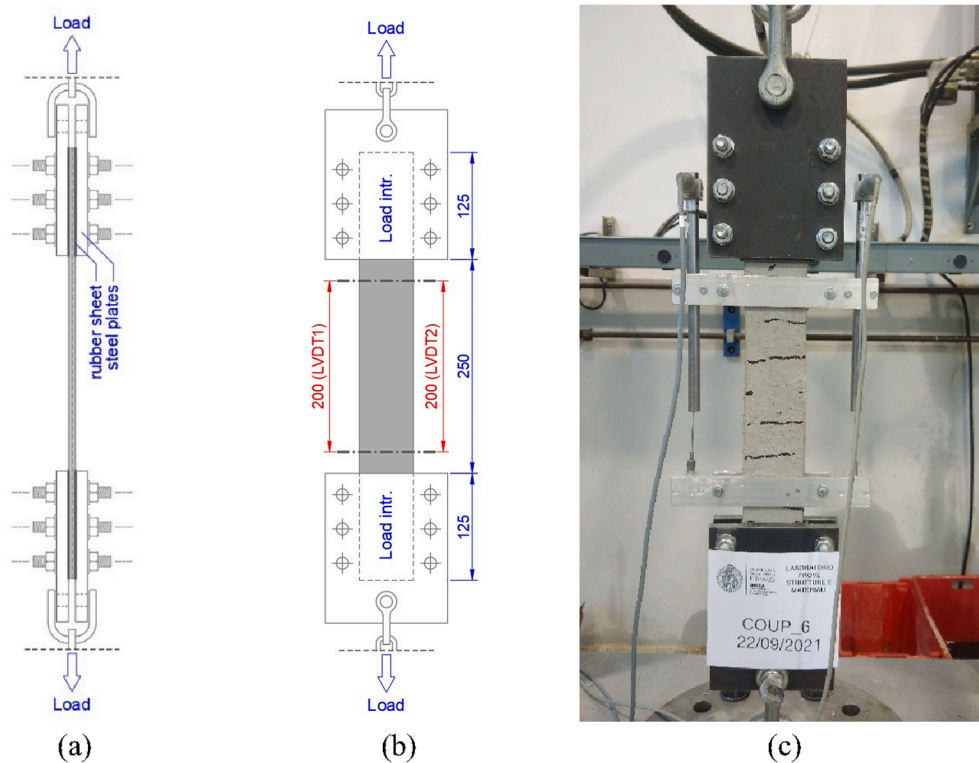 Load
Load
rubber sheet
steel plates
Load intr.
125
200 (LVDT1)
200 (LVDT2)
250
Load intr.
125
Load
Load
LABORATORIO
PROVE
STRUTTURE E
MATERIALI
COUP_6
22/09/2021
(a)
(b)
(c)